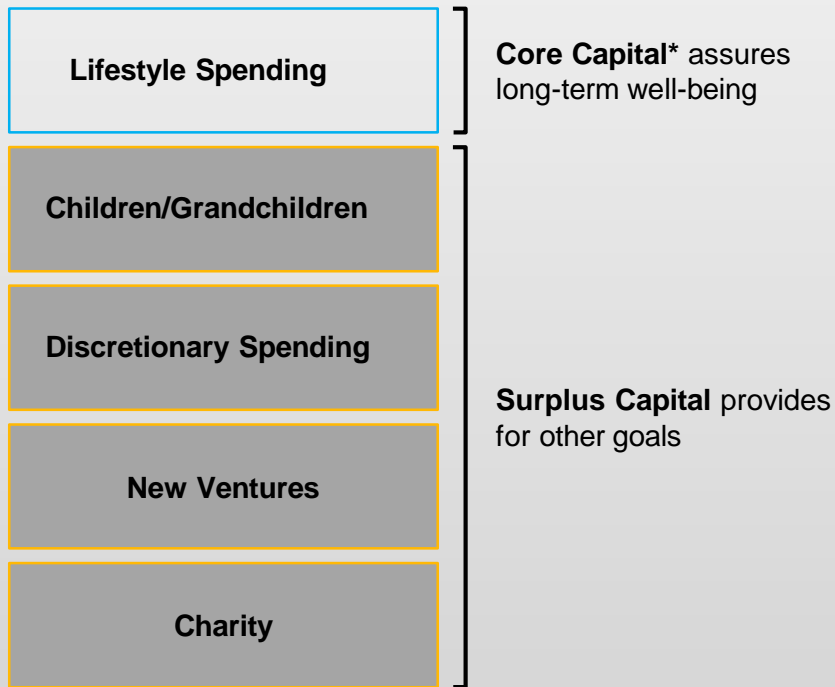 Lifestyle Spending
Core Capital* assures
long-term well-being
Children/Grandchildren
Discretionary Spending
Surplus Capital provides
for other goals
New Ventures
Charity